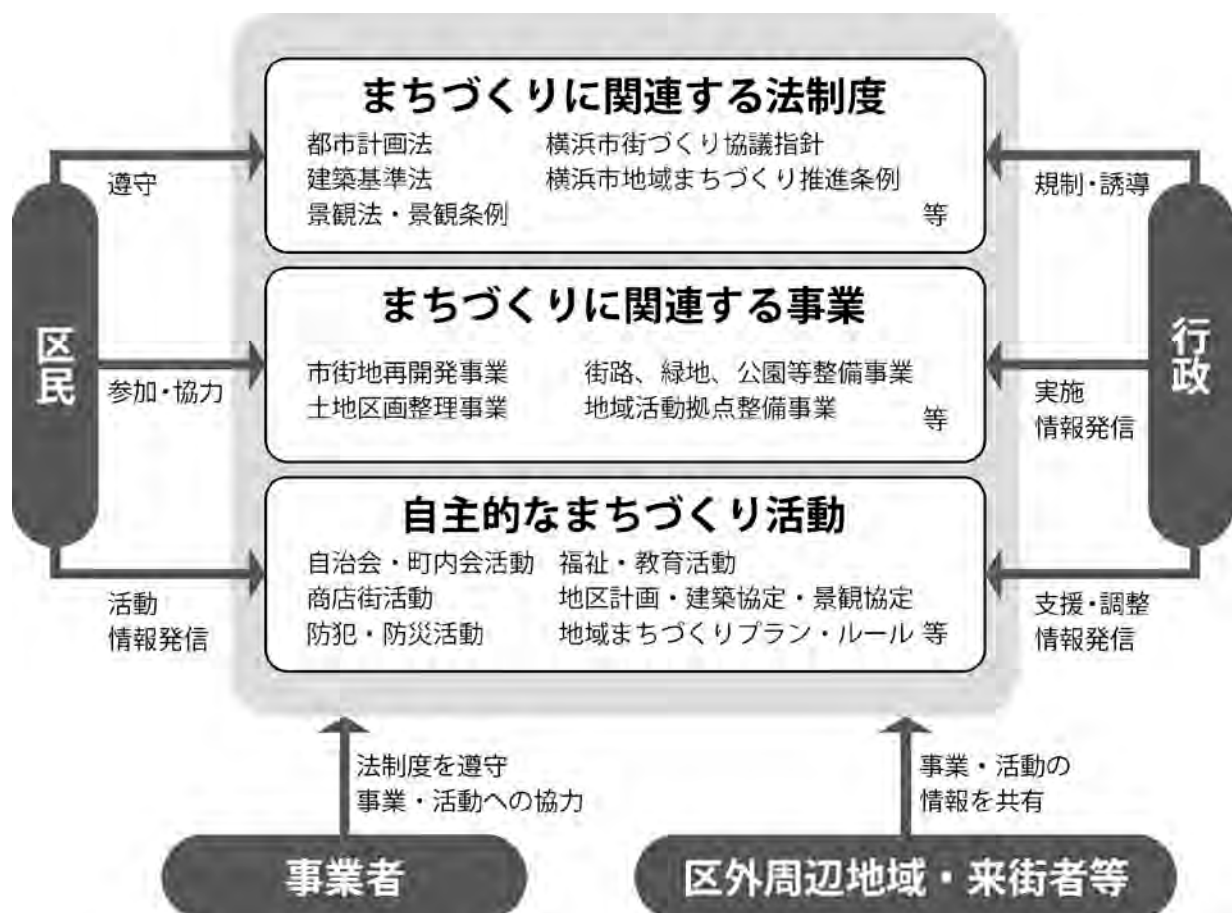 まちづくりに関連する法制度
都市計画法 横浜市街づくり協議指針
建築基準法 横浜市地域まちづくり推進条例
景観法・景観条例 等
遵守
規制・誘導
区民
行政
まちづくりに関連する事業
市街地再開発事業 街路、緑地、公園等整備事業
土地区画整理事業 地域活動拠点整備事業 等
参加・協力
実施
情報発信
自主的なまちづくり活動
自治会・町内会活動 福祉・教育活動
商店街活動 地区計画・建築協定・景観協定
防犯・防災活動 地域まちづくりプラン・ルール 等
活動
情報発信
支援・調整
情報発信
法制度を遵守
事業・活動への協力
事業・活動の
情報を共有
事業者
区外周辺地域・来街者等